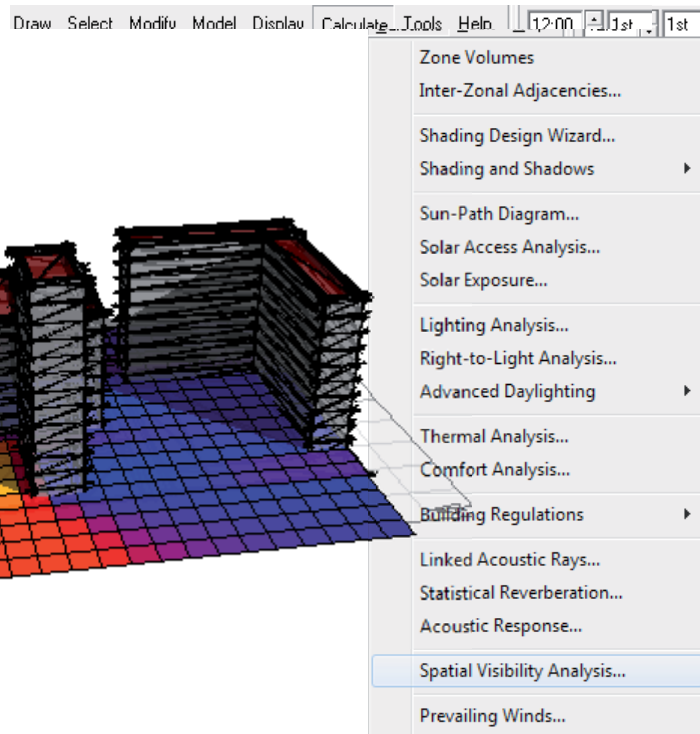 Draw Select Modify Model Display Calculate Tools Help 12:00 1st 1st
Zone Volumes
Inter-Zonal Adjacencies...
Shading Design Wizard...
Shading and Shadows
Sun-Path Diagram...
Solar Access Analysis...
Solar Exposure...
Lighting Analysis...
Right-to-Light Analysis...
Advanced Daylighting
Thermal Analysis...
Comfort Analysis...
Building Regulations
Linked Acoustic Rays...
Statistical Reverberation...
Acoustic Response...
Spatial Visibility Analysis...
Prevailing Winds...